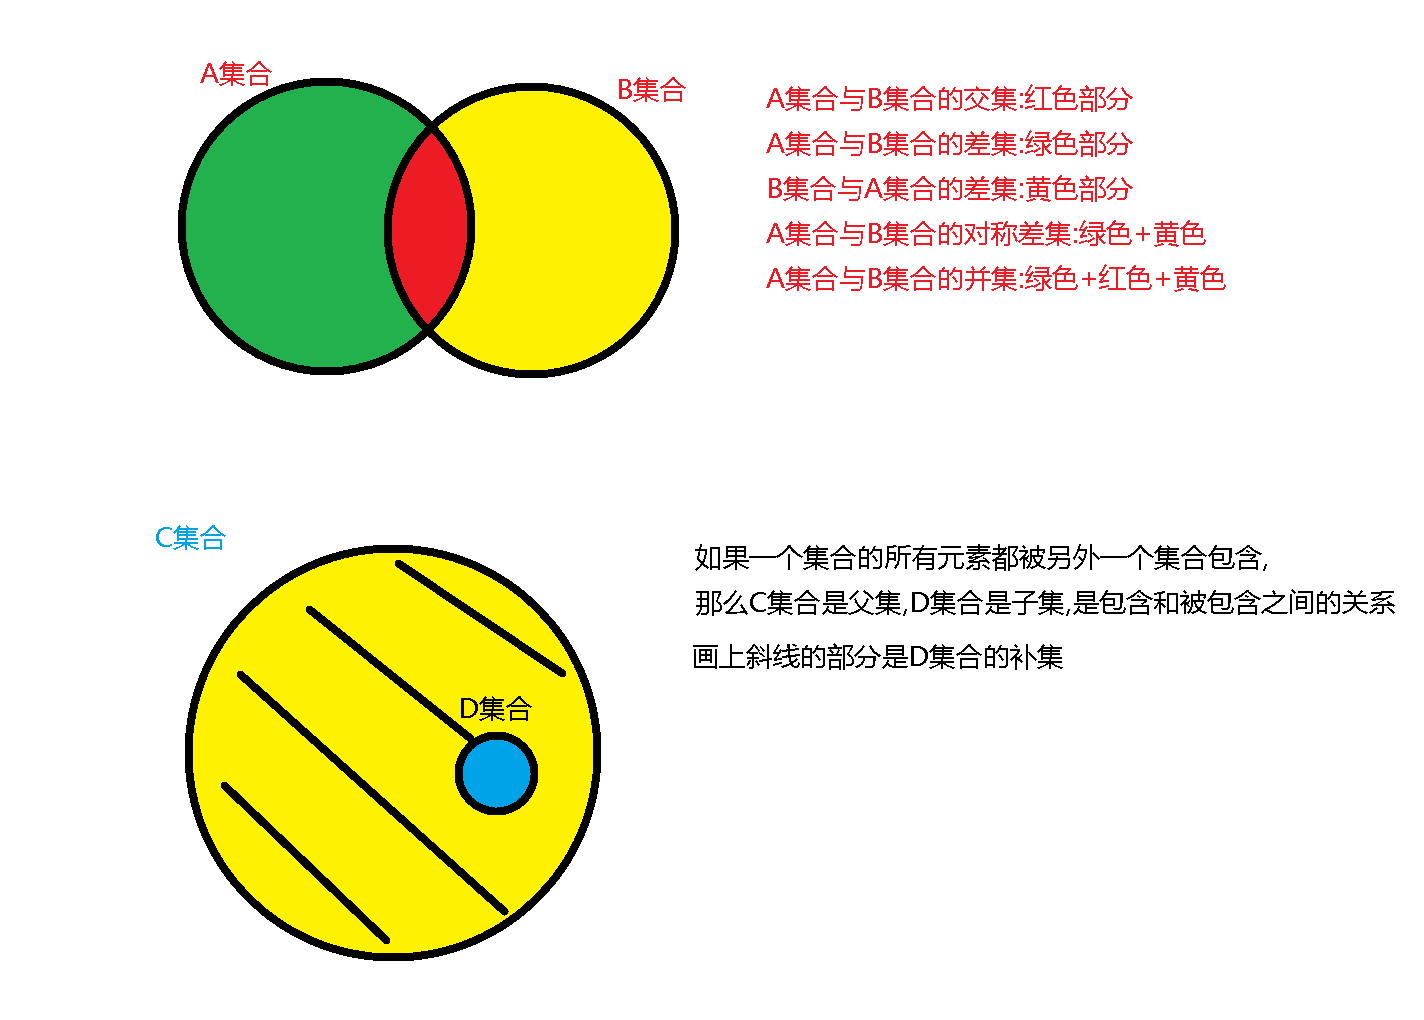 A集合
B集合
A集合与B集合的交集:红色部分
A集合与B集合的差集:绿色部分
B集合与A集合的差集:黄色部分
A集合与B集合的对称差集:绿色+黄色
A集合与B集合的并集:绿色+红色+黄色
C集合
D集合
如果一个集合的所有元素都被另外一个集合包含,
那么C集合是父集,D集合是子集,是包含和被包含之间的关系
画上斜线的部分是D集合的补集